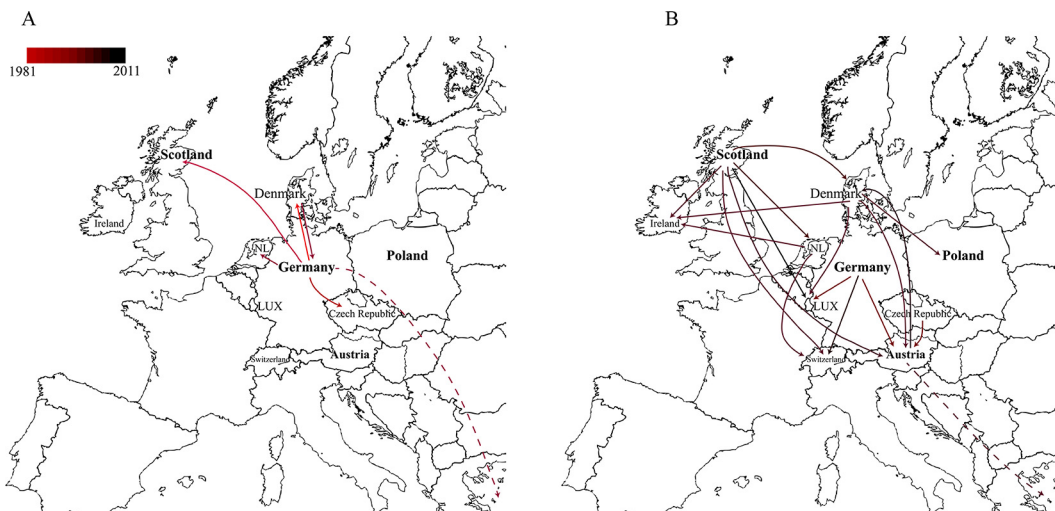 A
1981 2011
Scotland
Denmark
Ireland
NL
Germany
Poland
LUX
Czech Republic
Switzerland
Austria
B
Scotland
Denmark
Ireland
NL
Germany
Poland
LUX
Czech Republic
Switzerland
Austria